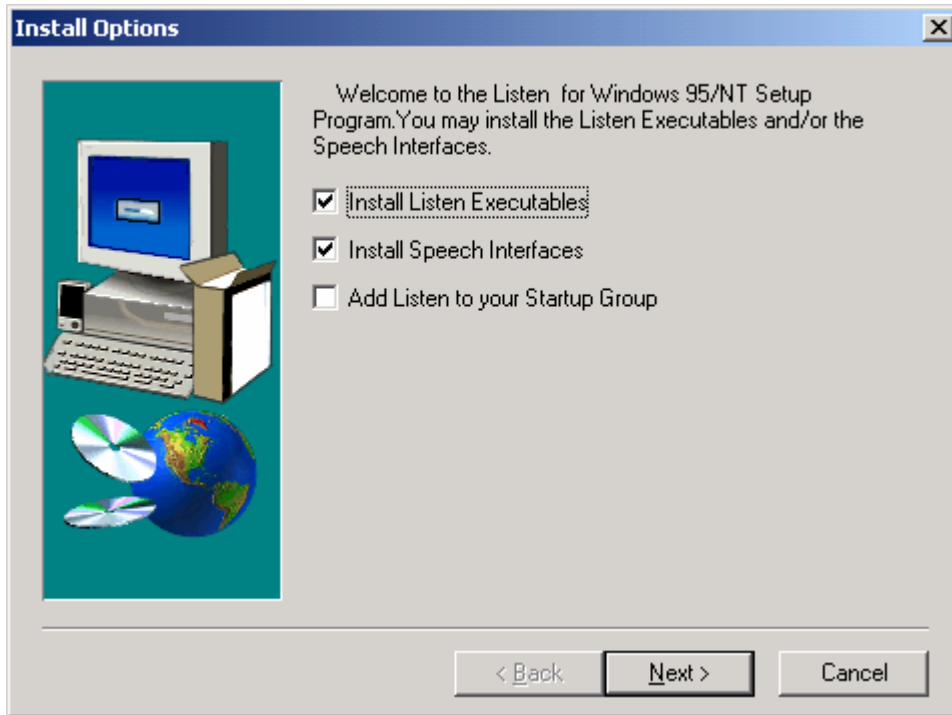 Install Options
Welcome to the Listen  for Windows 95/NT Setup
Program.You may install the Listen Executables and/or the
Speech Interfaces.
Install Listen Executables
Install Speech Interfaces
Add Listen to your Startup Group
< Back
Next >
Cancel